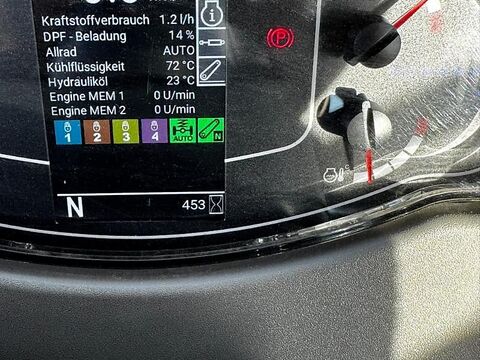 Kraftstoffverbrauch 1.2 l/h
DPF - Beladung 14 %
Allrad AUTO
Kühlflüssigkeit 72 °C
Hydrauliköl 23 °C
Engine MEM 1 0 U/min
Engine MEM 2 0 U/min
1 2 3 4 AUTO N
N 453